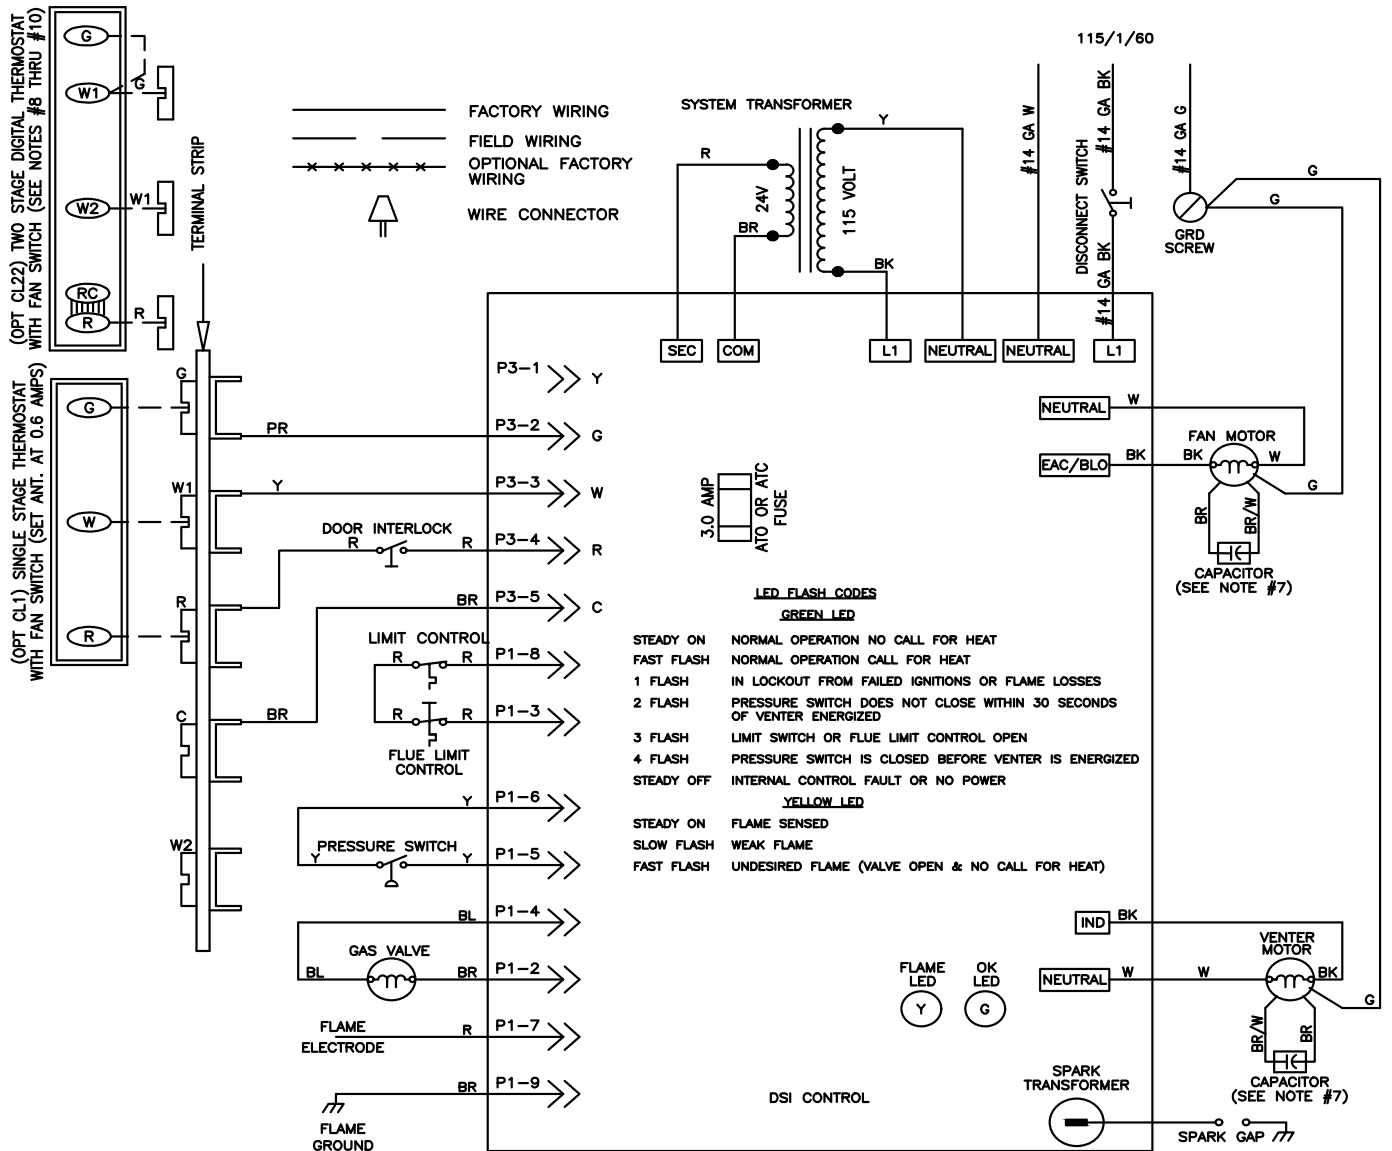 (OPT CL22) TWO STAGE DIGITAL THERMOSTAT
WITH FAN SWITCH (SEE NOTES #8 THRU #10)
G
G
W1
W2
W1
RC
R
R
(OPT CL1) SINGLE STAGE THERMOSTAT
WITH FAN SWITCH (SET ANT. AT 0.6 AMPS)
G
W
R
TERMINAL STRIP
G
W1
R
C
W2
FACTORY WIRING
FIELD WIRING
OPTIONAL FACTORY
WIRING
WIRE CONNECTOR
SYSTEM TRANSFORMER
R
24V
BR
115 VOLT
Y
BK
115/1/60
#14 GA W
#14 GA BK
DISCONNECT SWITCH
#14 GA BK
#14 GA G
GRD
SCREW
G
G
SEC
COM
L1
NEUTRAL
NEUTRAL
L1
PR
Y
DOOR INTERLOCK
R
R
BR
BR
LIMIT CONTROL
R
R
R
R
FLUE LIMIT
CONTROL
Y
PRESSURE SWITCH
Y
Y
BL
GAS VALVE
BL
BR
FLAME
ELECTRODE
R
BR
FLAME
GROUND
P3-1
Y
P3-2
G
P3-3
W
P3-4
R
P3-5
C
P1-8
P1-3
P1-6
P1-5
P1-4
P1-2
P1-7
P1-9
3.0 AMP
ATO OR ATC
FUSE
NEUTRAL
W
EAC/BLO
BK
FAN MOTOR
BK
W
G
BR
BR/W
CAPACITOR
(SEE NOTE #7)
LED FLASH CODES
GREEN LED
STEADY ON NORMAL OPERATION NO CALL FOR HEAT
FAST FLASH NORMAL OPERATION CALL FOR HEAT
1 FLASH IN LOCKOUT FROM FAILED IGNITIONS OR FLAME LOSSES
2 FLASH PRESSURE SWITCH DOES NOT CLOSE WITHIN 30 SECONDS
OF VENTER ENERGIZED
3 FLASH LIMIT SWITCH OR FLUE LIMIT CONTROL OPEN
4 FLASH PRESSURE SWITCH IS CLOSED BEFORE VENTER IS ENERGIZED
STEADY OFF INTERNAL CONTROL FAULT OR NO POWER
YELLOW LED
STEADY ON FLAME SENSED
SLOW FLASH WEAK FLAME
FAST FLASH UNDESIRED FLAME (VALVE OPEN & NO CALL FOR HEAT)
FLAME
LED
Y
OK
LED
G
IND
BK
NEUTRAL
W
W
VENTER
MOTOR
BK
G
BR/W
BR
CAPACITOR
(SEE NOTE #7)
DSI CONTROL
SPARK
TRANSFORMER
SPARK GAP